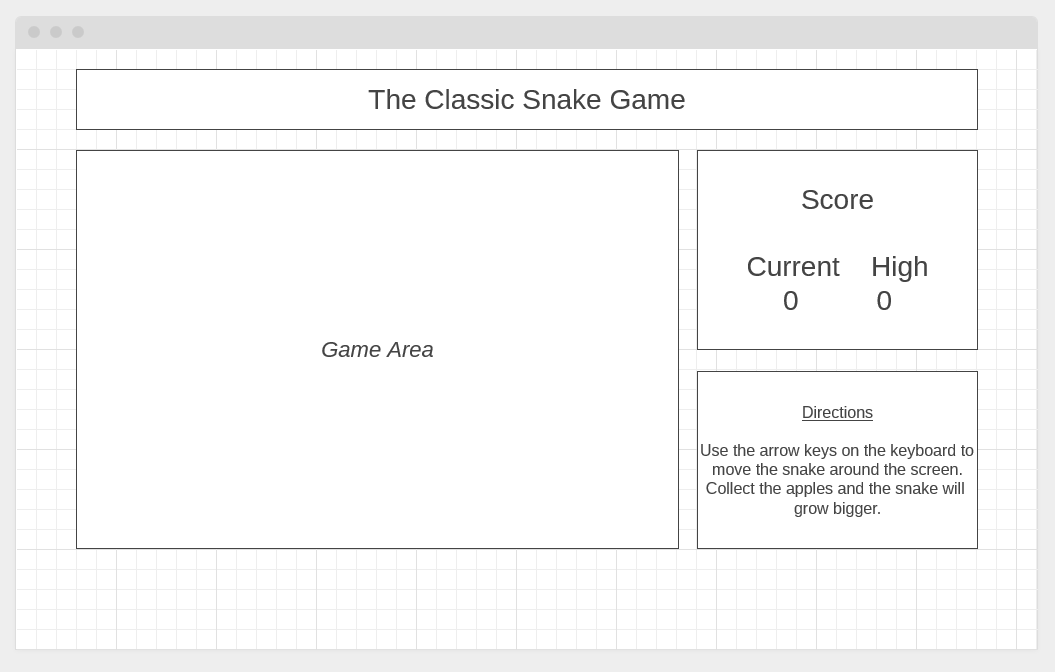 The Classic Snake Game
Game Area
Score
Current High
0 0
Directions
Use the arrow keys on the keyboard to
move the snake around the screen.
Collect the apples and the snake will
grow bigger.